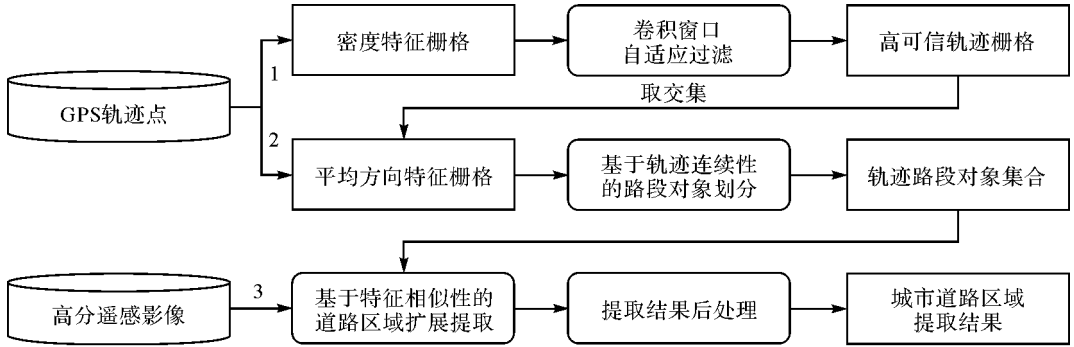 密度特征栅格
卷积窗口
自适应过滤
高可信轨迹栅格
1
取交集
GPS轨迹点
2
平均方向特征栅格
基于轨迹连续性
的路段对象划分
轨迹路段对象集合
高分遥感影像
3
基于特征相似性的
道路区域扩展提取
提取结果后处理
城市道路区域
提取结果